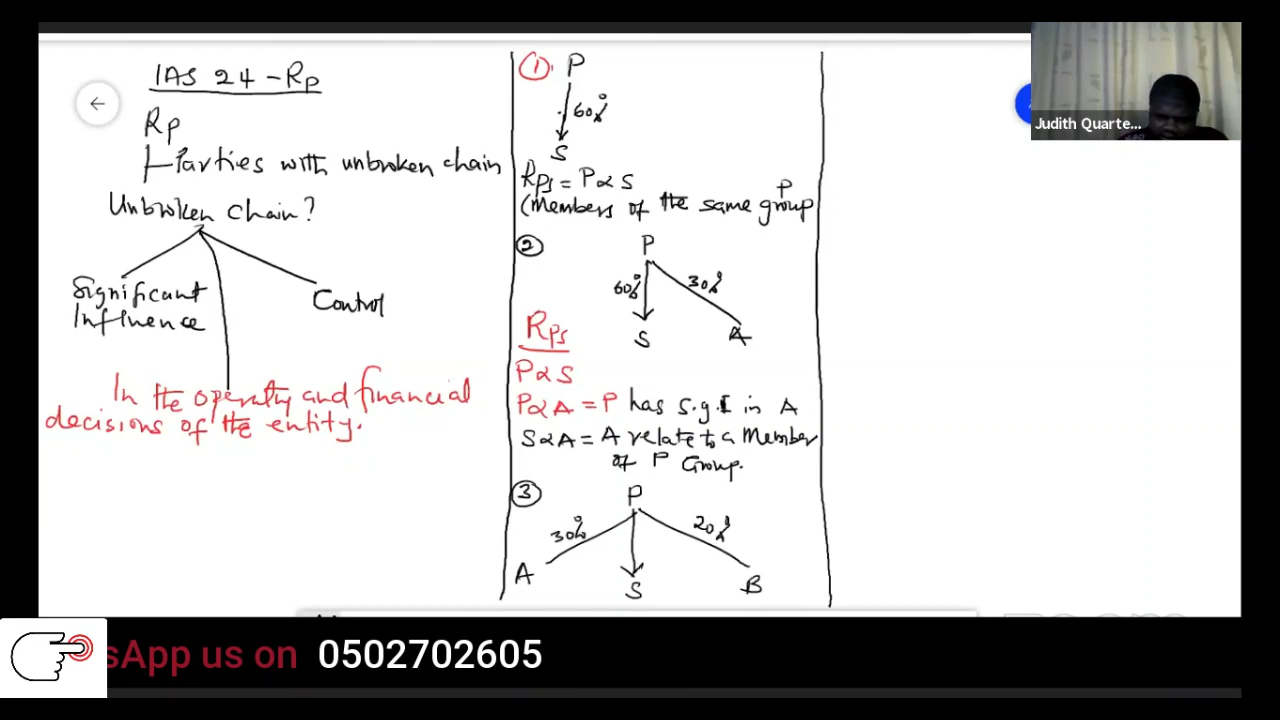 IAS 24 - Rp
Rp
Parties with unbroken chain
Unbroken chain?
Significant
Influence
Control
In the operatg and financial
decisions of the entity.
① P
60%
S
Rps = P & S
P
(Members of the same group
② P
60% 30%
S A
Rps
P & S
P & A = P has s.g.I in A
S & A = A relate to a Member
of P Group.
③ P
30% 20%
A S B
Judith Quarte...
sApp us on 0502702605